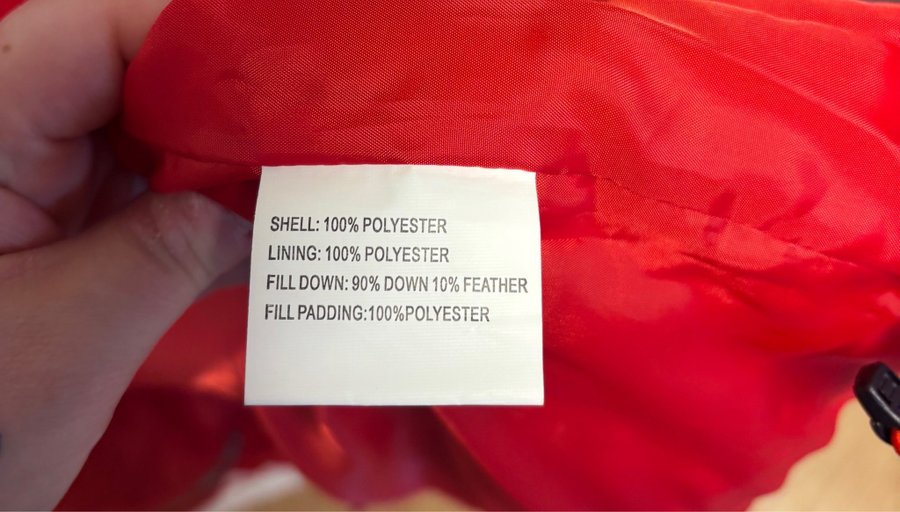 SHELL: 100% POLYESTER
LINING: 100% POLYESTER
FILL DOWN: 90% DOWN 10% FEATHER
FILL PADDING:100%POLYESTER